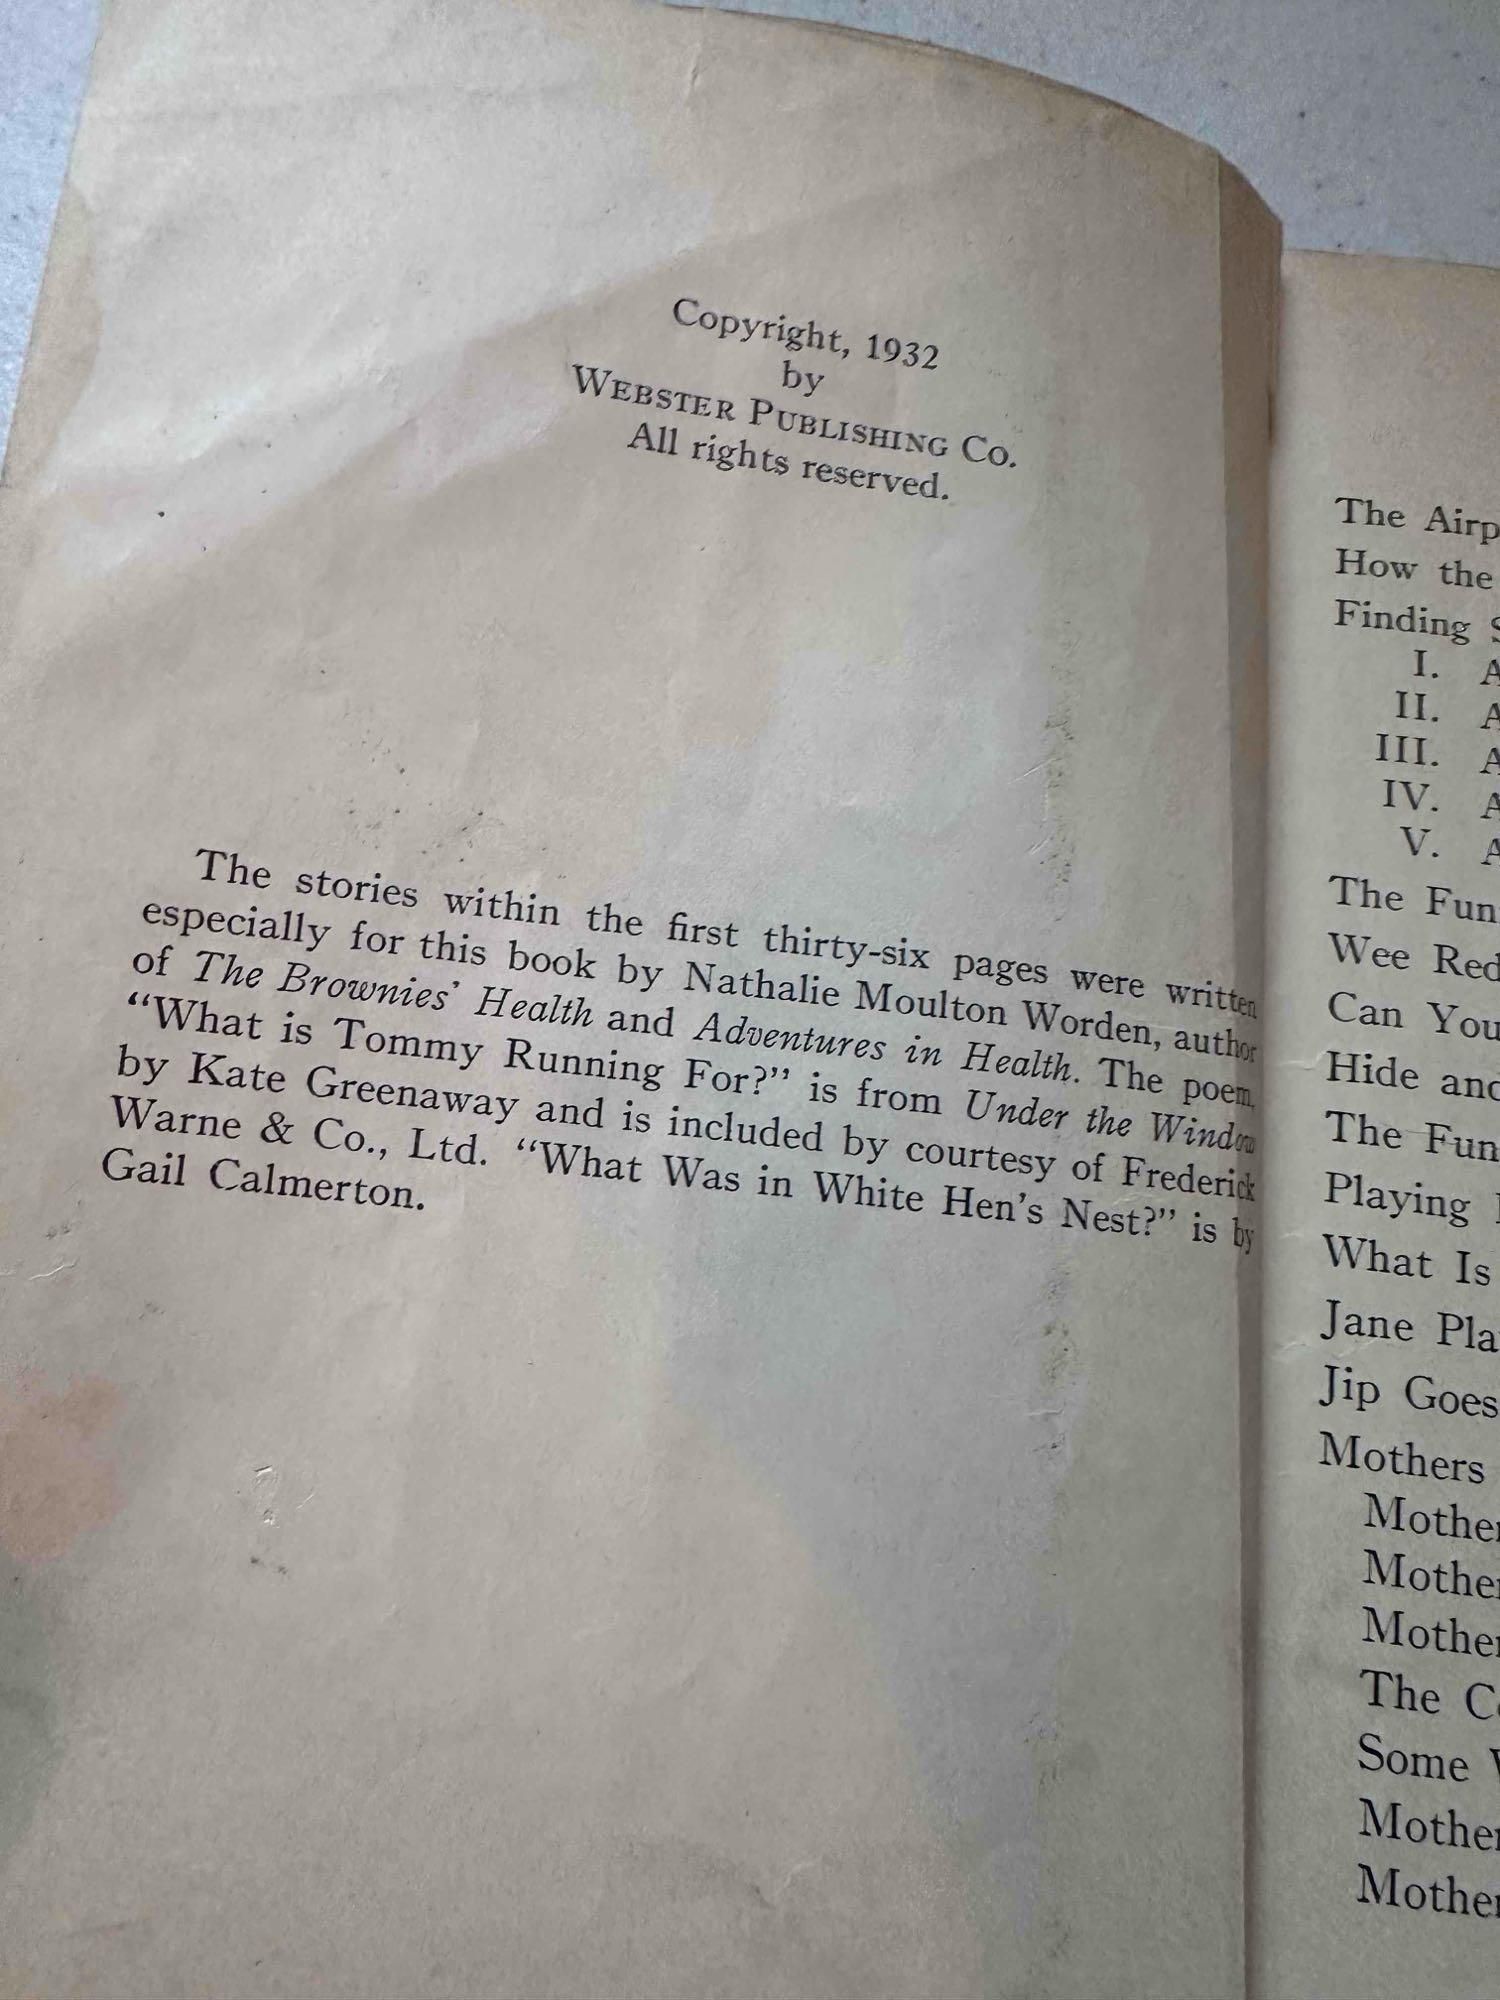 Copyright, 1932
by
WEBSTER PUBLISHING CO.
All rights reserved.
The stories within the first thirty-six pages were written
especially for this book by Nathalie Moulton Worden, author
of The Brownies' Health and Adventures in Health. The poem,
“What is Tommy Running For?” is from Under the Window
by Kate Greenaway and is included by courtesy of Frederick
Warne & Co., Ltd. “What Was in White Hen's Nest?” is by
Gail Calmerton.
The Airp
How the
Finding S
I. A
II. A
III. A
IV. A
V. A
The Fun
Wee Red
Can You
Hide and
The Fun
Playing
What Is
Jane Pla
Jip Goes
Mothers
Mother
Mother
Mother
The C
Some
Mother
Mother